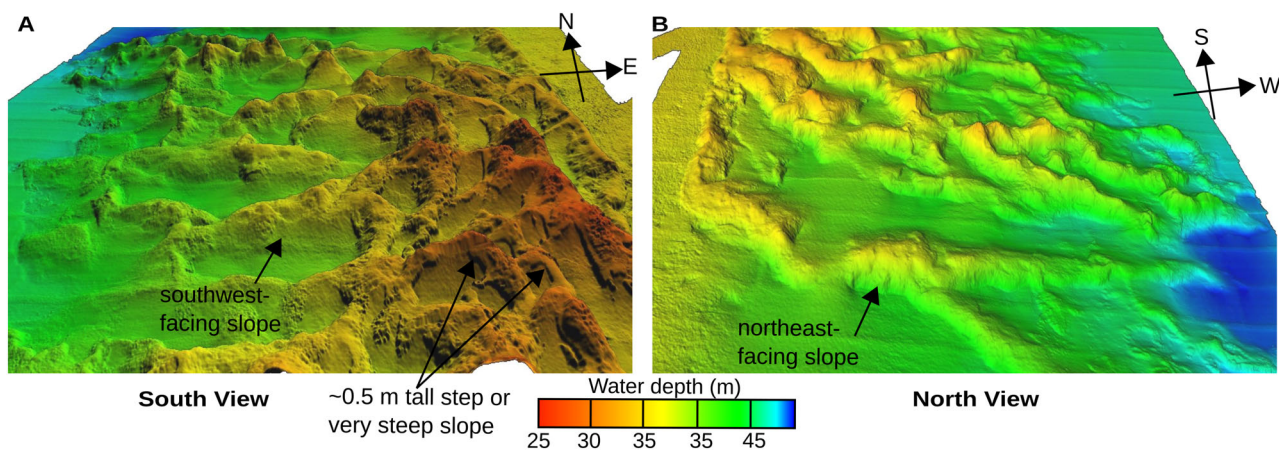 A
N
E
southwest-
facing slope
South View
~0.5 m tall step or
very steep slope
B
S
W
northeast-
facing slope
North View
Water depth (m)
25 30 35 35 45